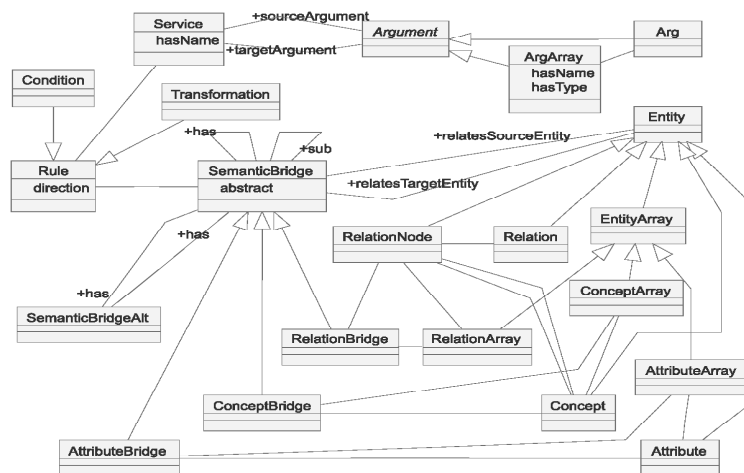 Service
hasName
+sourceArgument
+targetArgument
Argument
Arg
ArgArray
hasName
hasType
Condition
Transformation
+has
+sub
+relatesSourceEntity
Entity
Rule
direction
SemanticBridge
abstract
+relatesTargetEntity
EntityArray
+has
RelationNode
Relation
+has
SemanticBridgeAlt
ConceptArray
RelationBridge
RelationArray
AttributeArray
ConceptBridge
Concept
AttributeBridge
Attribute